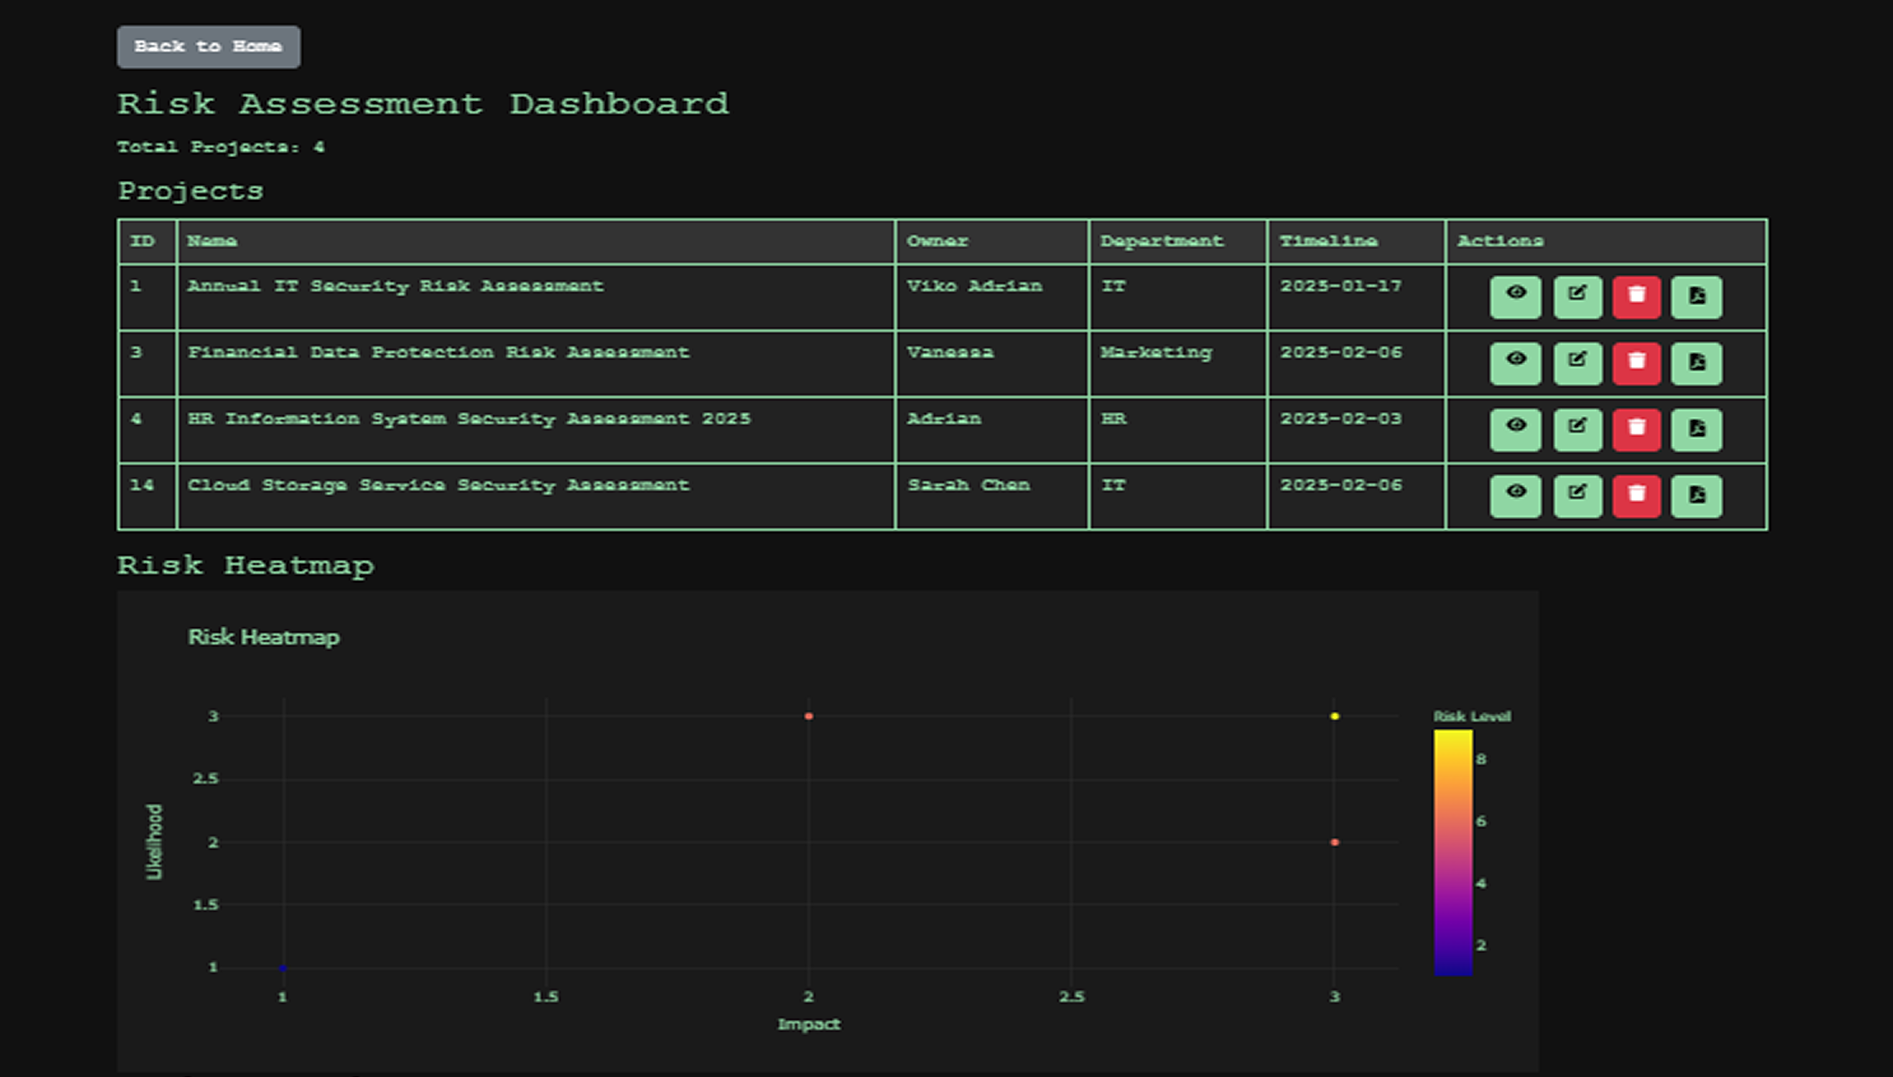 Back to Home
Risk Assessment Dashboard
Total Projects: 4
Projects
ID Name Owner Department Timeline Actions
1 Annual IT Security Risk Assessment Viko Adrian IT 2025-01-17
3 Financial Data Protection Risk Assessment Vanessa Marketing 2025-02-06
4 HR Information System Security Assessment 2025 Adrian HR 2025-02-03
14 Cloud Storage Service Security Assessment Sarah Chen IT 2025-02-06
Risk Heatmap
Risk Heatmap
Risk Level
3
2.5
2
1.5
1
Likelihood
8
6
4
2
1 1.5 2 2.5 3
Impact